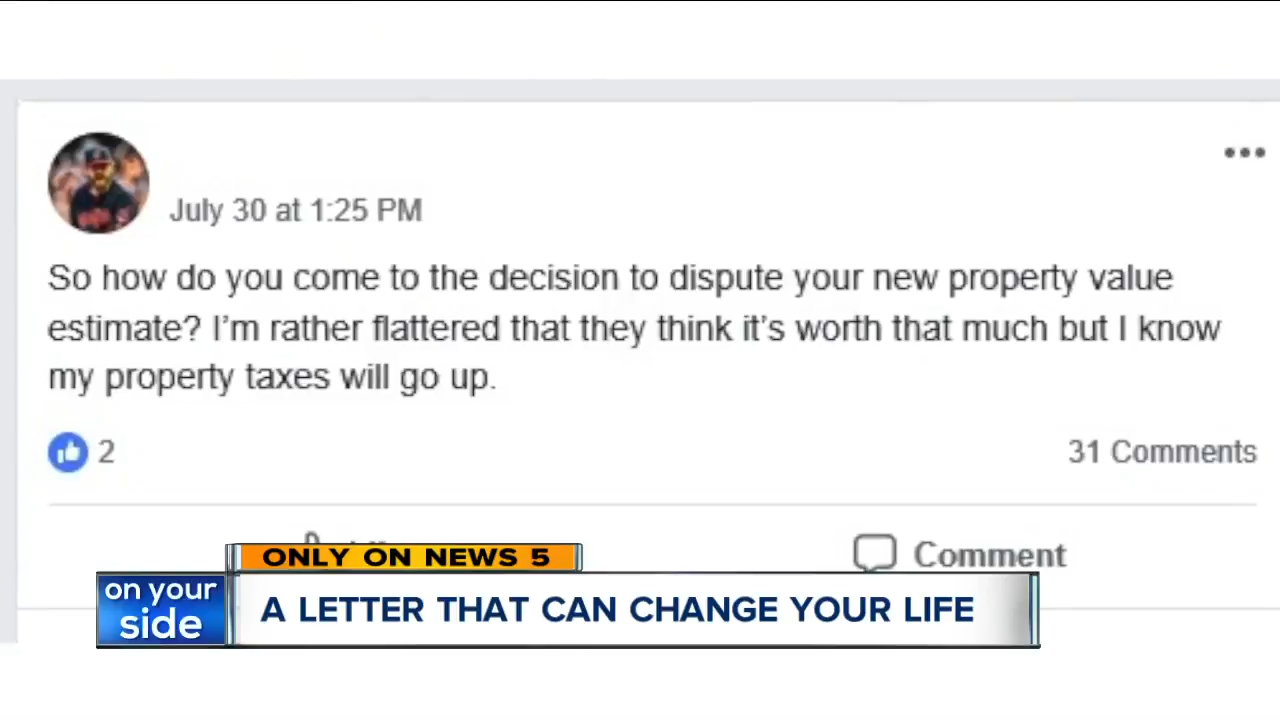 July 30 at 1:25 PM
So how do you come to the decision to dispute your new property value
estimate? I'm rather flattered that they think it's worth that much but I know
my property taxes will go up.
2
31 Comments
Comment
ONLY ON NEWS 5
on your
side
A LETTER THAT CAN CHANGE YOUR LIFE